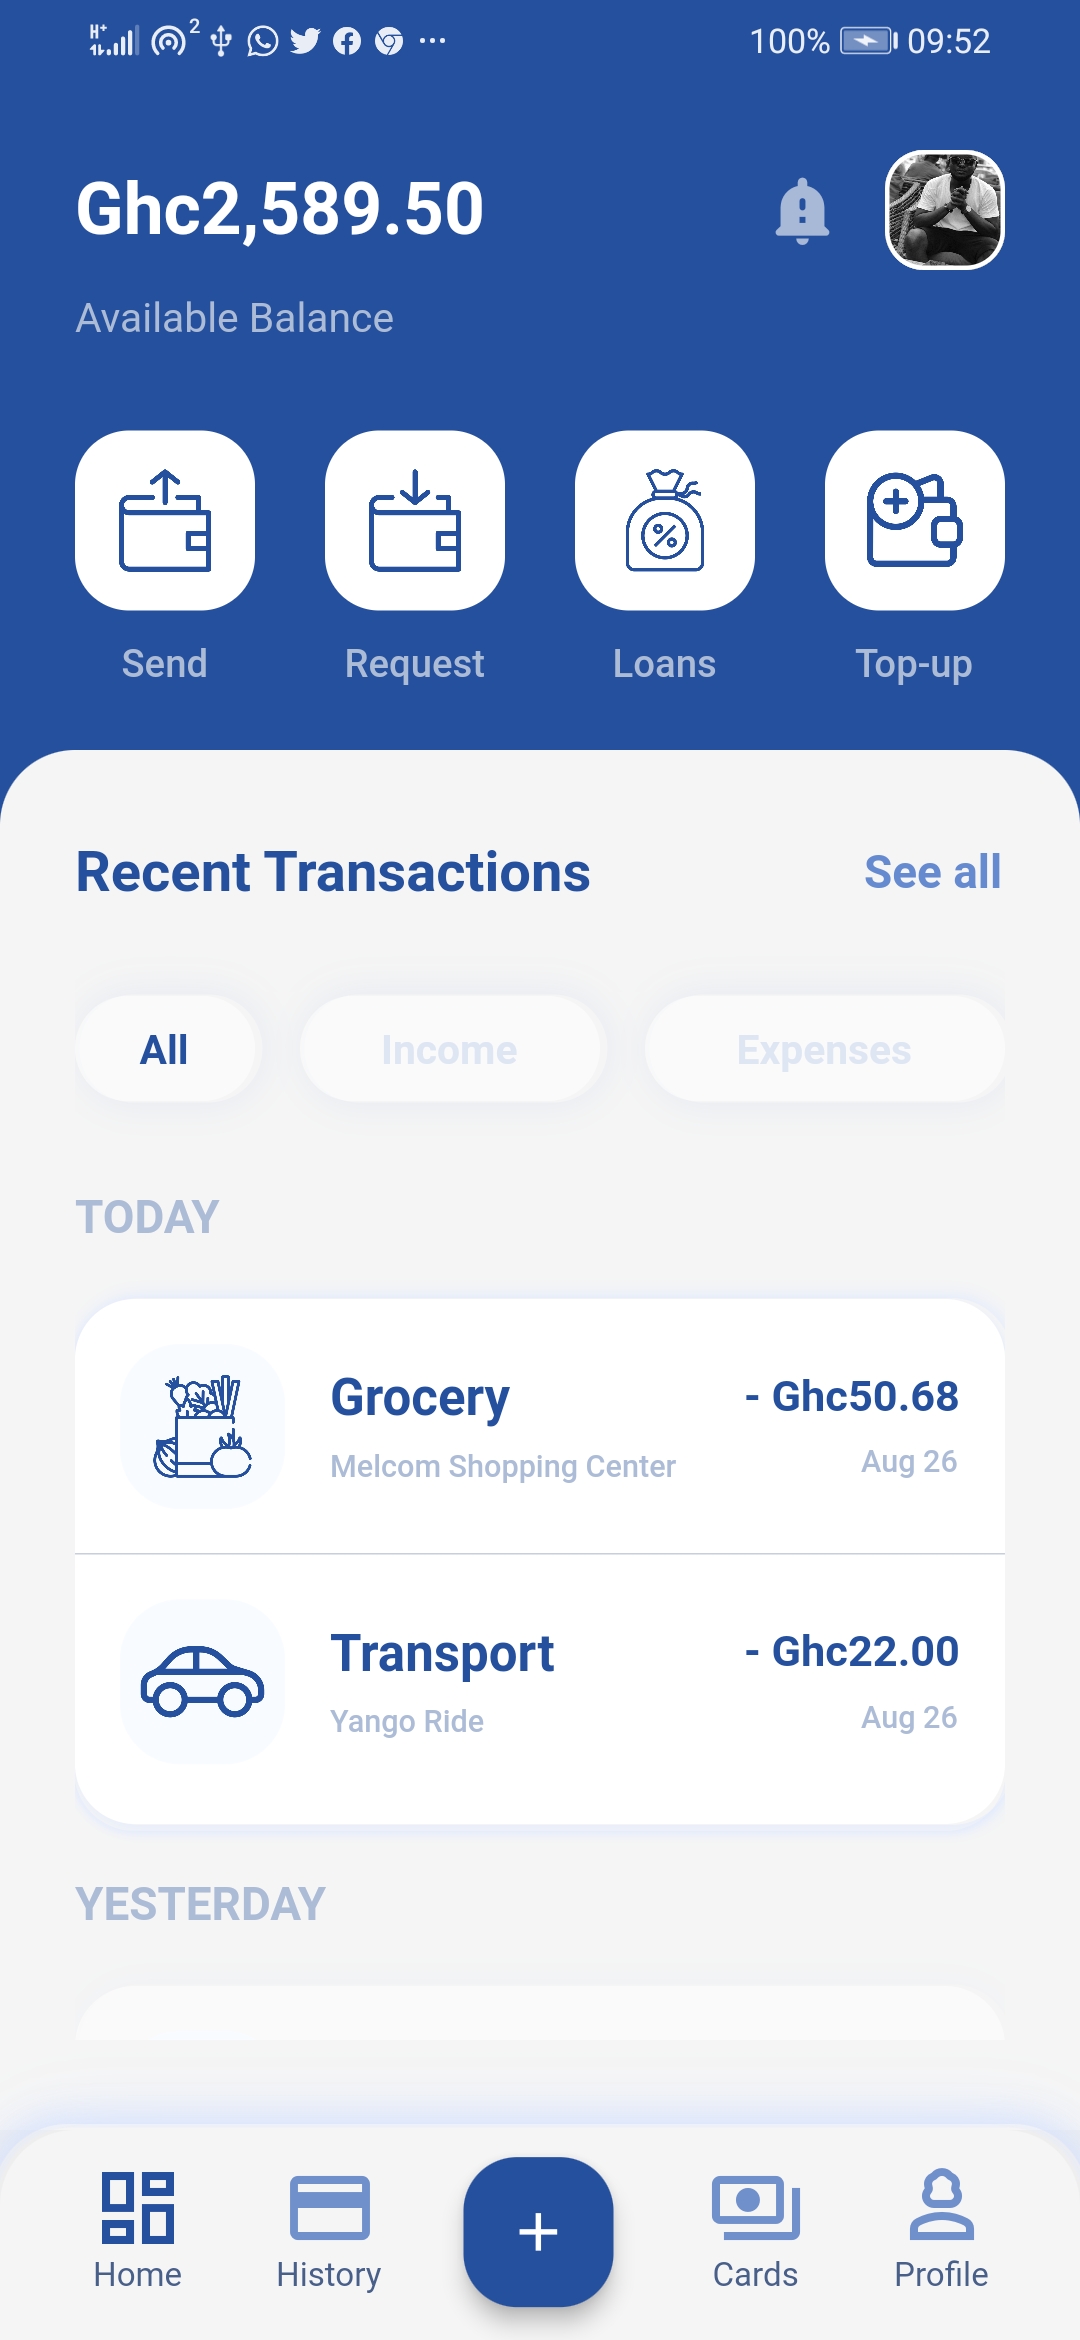 H+ 2 100% 09:52
Ghc2,589.50
Available Balance
Send Request Loans Top-up
Recent Transactions See all
All Income Expenses
TODAY
Grocery - Ghc50.68
Melcom Shopping Center Aug 26
Transport - Ghc22.00
Yango Ride Aug 26
YESTERDAY
Home History Cards Profile